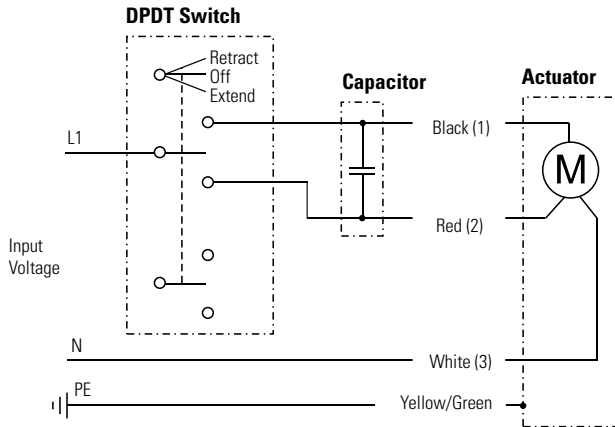 DPDT Switch
Retract
Off
Extend
Capacitor
Actuator
L1
Black (1)
M
Red (2)
Input
Voltage
N
White (3)
PE
Yellow/Green